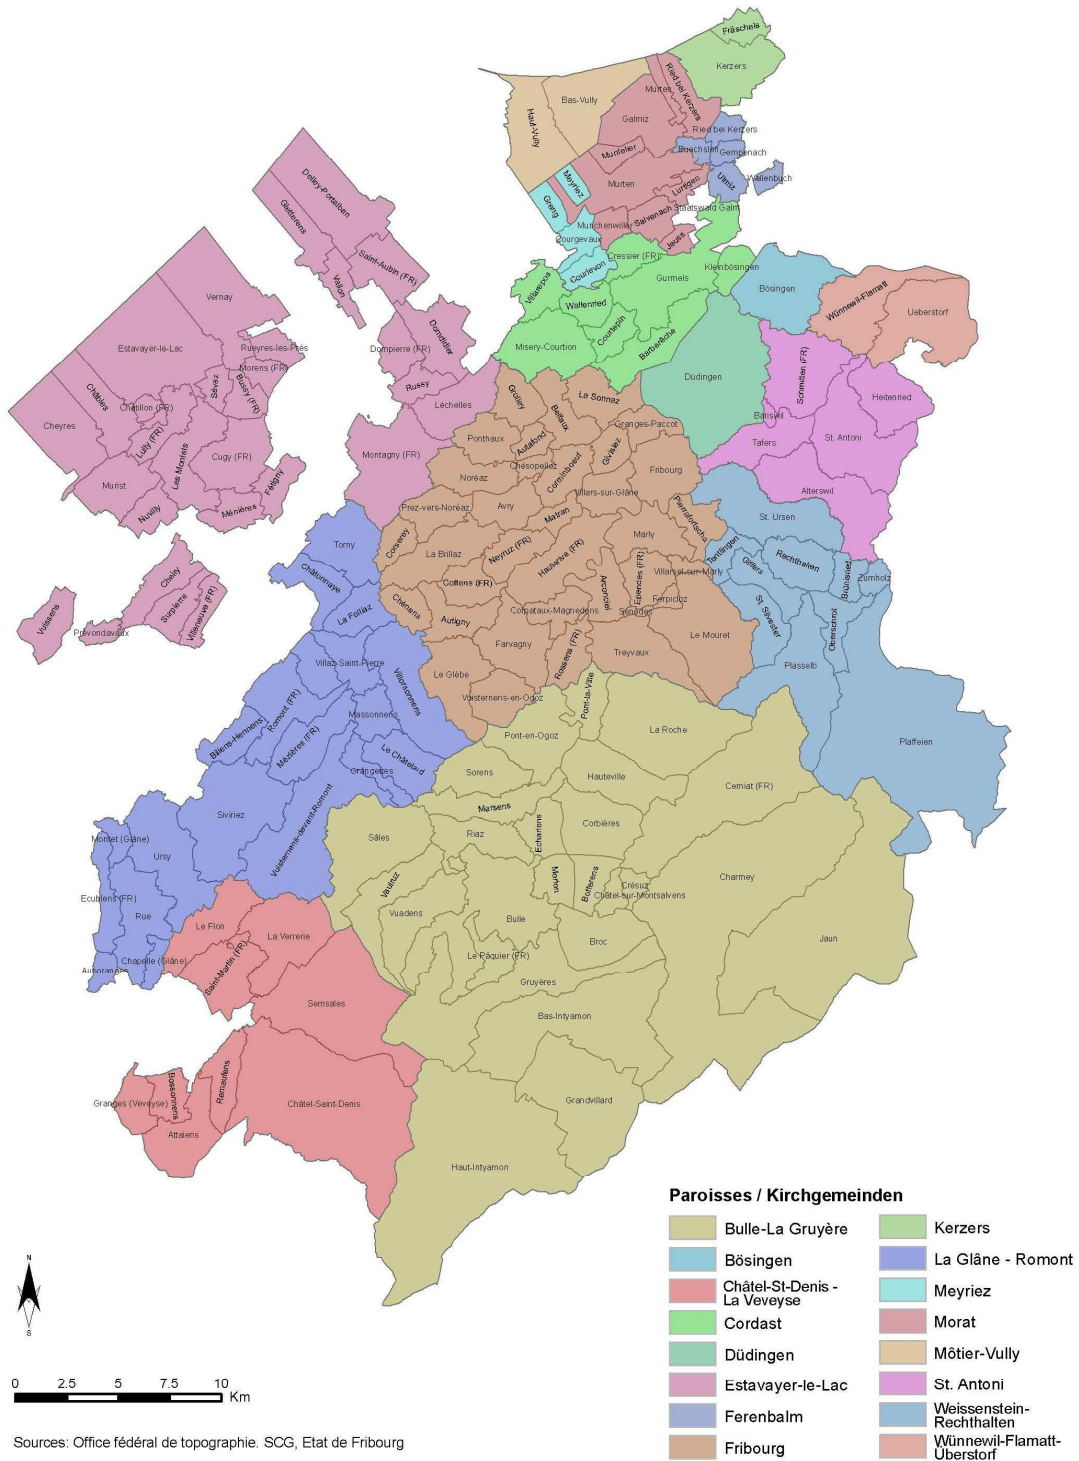 Fräschels
Kerzers
Ried bei Kerzers
Murten
Bas-Vully
Haut-Vully
Galmiz
Ried bei Kerzers
Buechslen
Gempenach
Muntelier
Wallenbuch
Ulmiz
Meyriez
Murten
Lurtigen
Greng
Staatswald Galm
Salvenach
Münchenwiler
Courgevaux
Jeuss
Delley-Portalban
Gletterens
Saint-Aubin (FR)
Vallon
Cressier (FR)
Courlevon
Kleinbösingen
Gurmels
Bösingen
Villarepos
Wallenried
Wünnewil-Flamatt
Ueberstorf
Vernay
Domdidier
Courtepin
Barberêche
Misery-Courtion
Estavayer-le-Lac
Rueyres-les-Prés
Dompierre (FR)
Morens (FR)
Düdingen
Schmitten (FR)
Sévaz
Bussy (FR)
Russy
Châbles
Grolley
La Sonnaz
Heitenried
Châtillon (FR)
Léchelles
Belfaux
Cheyres
Granges-Paccot
Lully (FR)
Ponthaux
Autafond
Givisiez
Tafers
St. Antoni
Les Montets
Cugy (FR)
Montagny (FR)
Chésopelloz
Corminboeuf
Fribourg
Murist
Fétigny
Noréaz
Villars-sur-Glâne
Alterswil
Nuvilly
Ménières
Prez-vers-Noréaz
Avry
Matran
Pierrafortscha
St. Ursen
Torny
Corserey
La Brillaz
Neyruz (FR)
Hauterive (FR)
Marly
Tentlingen
Giffers
Rechthalten
Brünisried
Zumholz
Cheiry
Châtonnaye
Cottens (FR)
Arconciel
Ependes (FR)
Villarsel-sur-Marly
Surpierre
Villeneuve (FR)
Chénens
Ferpicloz
St. Silvester
Oberschrot
Vuissens
La Folliaz
Autigny
Corpataux-Magnedens
Senèdes
Prévondavaux
Farvagny
Rossens (FR)
Treyvaux
Le Mouret
Villaz-Saint-Pierre
Le Glèbe
Plasselb
Villorsonnens
Vuisternens-en-Ogoz
Pont-la-Ville
Romont (FR)
Massonnens
Billens-Hennens
Mézières (FR)
Le Châtelard
Pont-en-Ogoz
La Roche
Plaffeien
Grangettes
Sorens
Hauteville
Cerniat (FR)
Siviriez
Vuisternens-devant-Romont
Marsens
Echarlens
Corbières
Sâles
Riaz
Montet (Glâne)
Ursy
Vaulruz
Morlon
Botterens
Crésuz
Châtel-sur-Montsalvens
Charmey
Ecublens (FR)
Rue
Vuadens
Bulle
Le Flon
La Verrerie
Broc
Jaun
Chapelle (Glâne)
Auboranges
Saint-Martin (FR)
Le Pâquier (FR)
Gruyères
Semsales
Bas-Intyamon
Remaufens
Bossonnens
Granges (Veveyse)
Châtel-Saint-Denis
Grandvillard
Attalens
Haut-Intyamon
Paroisses / Kirchgemeinden
Bulle-La Gruyère
Bösingen
Châtel-St-Denis -
La Veveyse
Cordast
Düdingen
Estavayer-le-Lac
Ferenbalm
Fribourg
Kerzers
La Glâne - Romont
Meyriez
Morat
Môtier-Vully
St. Antoni
Weissenstein-
Rechthalten
Wünnewil-Flamatt-
Überstorf
N
S
0 2.5 5 7.5 10
Km
Sources: Office fédéral de topographie. SCG, Etat de Fribourg